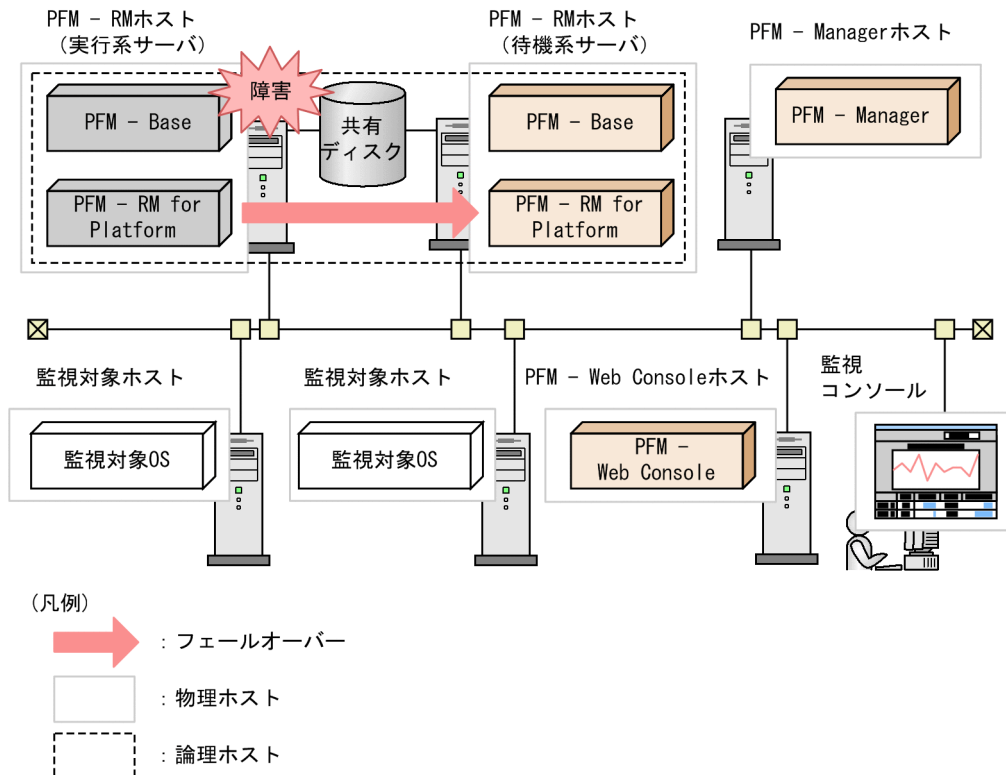 PFM - RMホスト
（実行系サーバ）
PFM - RMホスト
（待機系サーバ）
PFM - Managerホスト
障害
PFM - Base
共有
ディスク
PFM - Base
PFM - Manager
PFM - RM for
Platform
PFM - RM for
Platform
監視対象ホスト
監視対象ホスト
PFM - Web Consoleホスト
監視
コンソール
監視対象OS
監視対象OS
PFM -
Web Console
（凡例）
：フェールオーバー
：物理ホスト
：論理ホスト